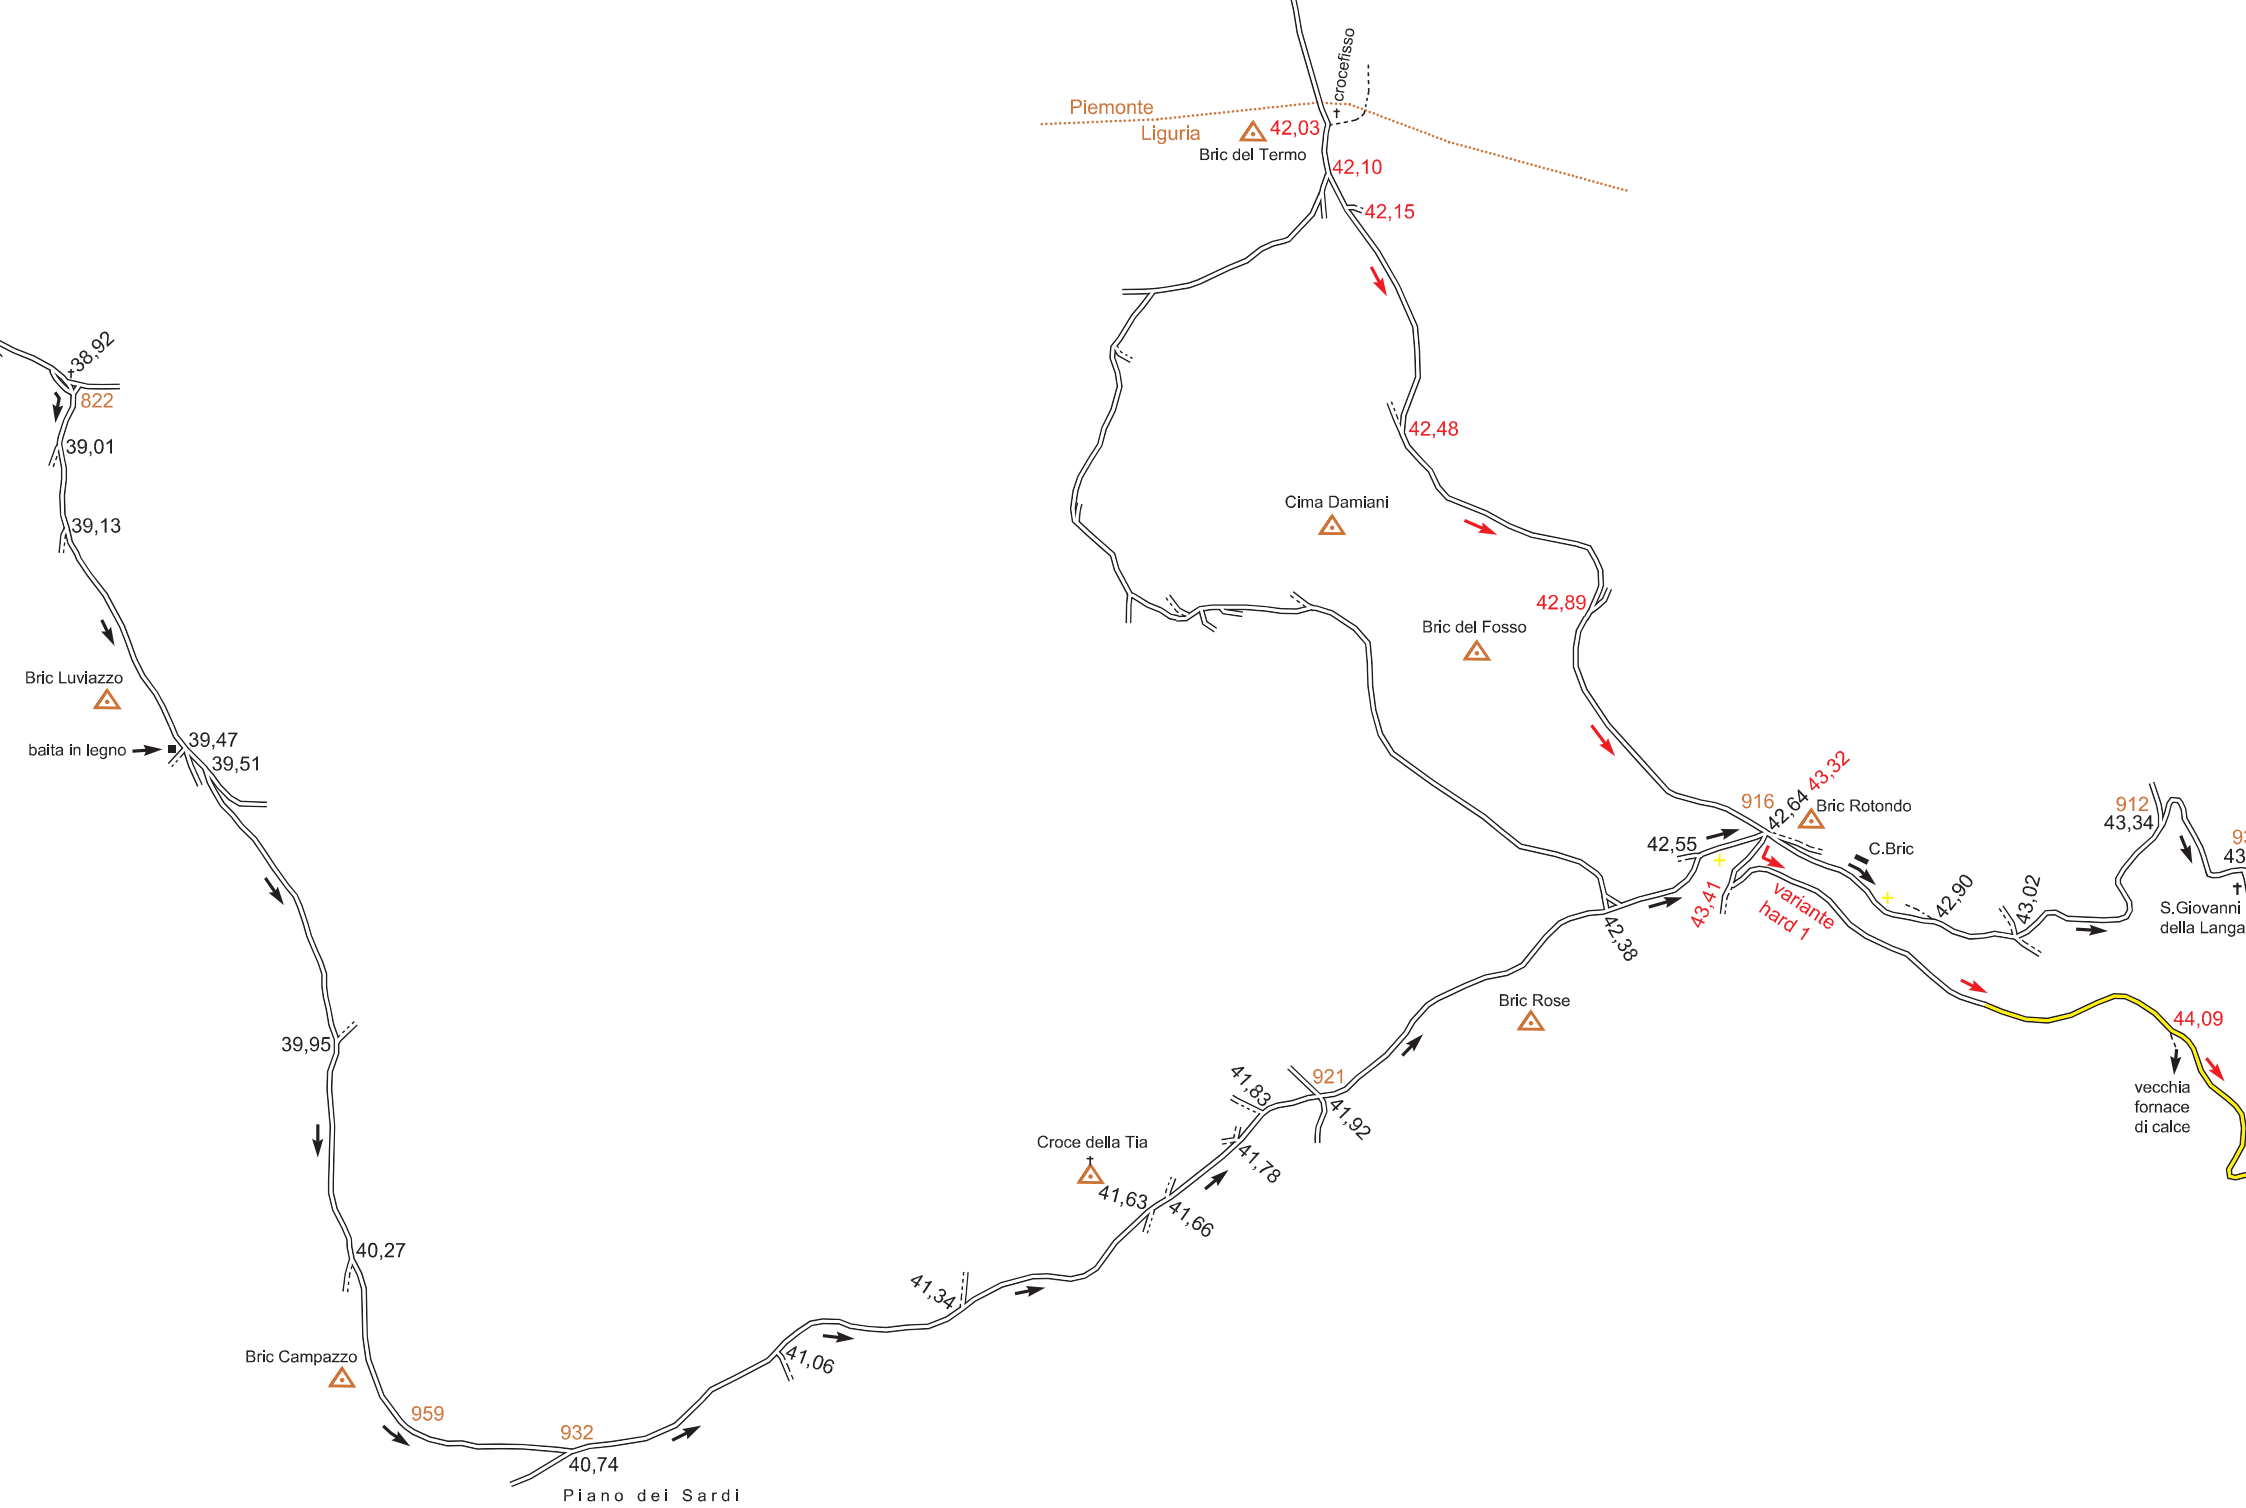 crocefisso
Piemonte
Liguria
42,03
Bric del Termo
42,10
42,15
38,92
822
39,01
42,48
Cima Damiani
39,13
42,89
Bric del Fosso
Bric Luviazzo
39,47
baita in legno
39,51
43,32
916
42,64
Bric Rotondo
912
43,34
42,55
C.Bric
43
43,41
variante
hard 1
42,90
43,02
S.Giovanni
della Langa
42,38
Bric Rose
44,09
39,95
41,83
921
vecchia
fornace
di calce
41,92
Croce della Tia
41,78
41,63
41,66
40,27
41,34
Bric Campazzo
41,06
959
932
40,74
Piano dei Sardi